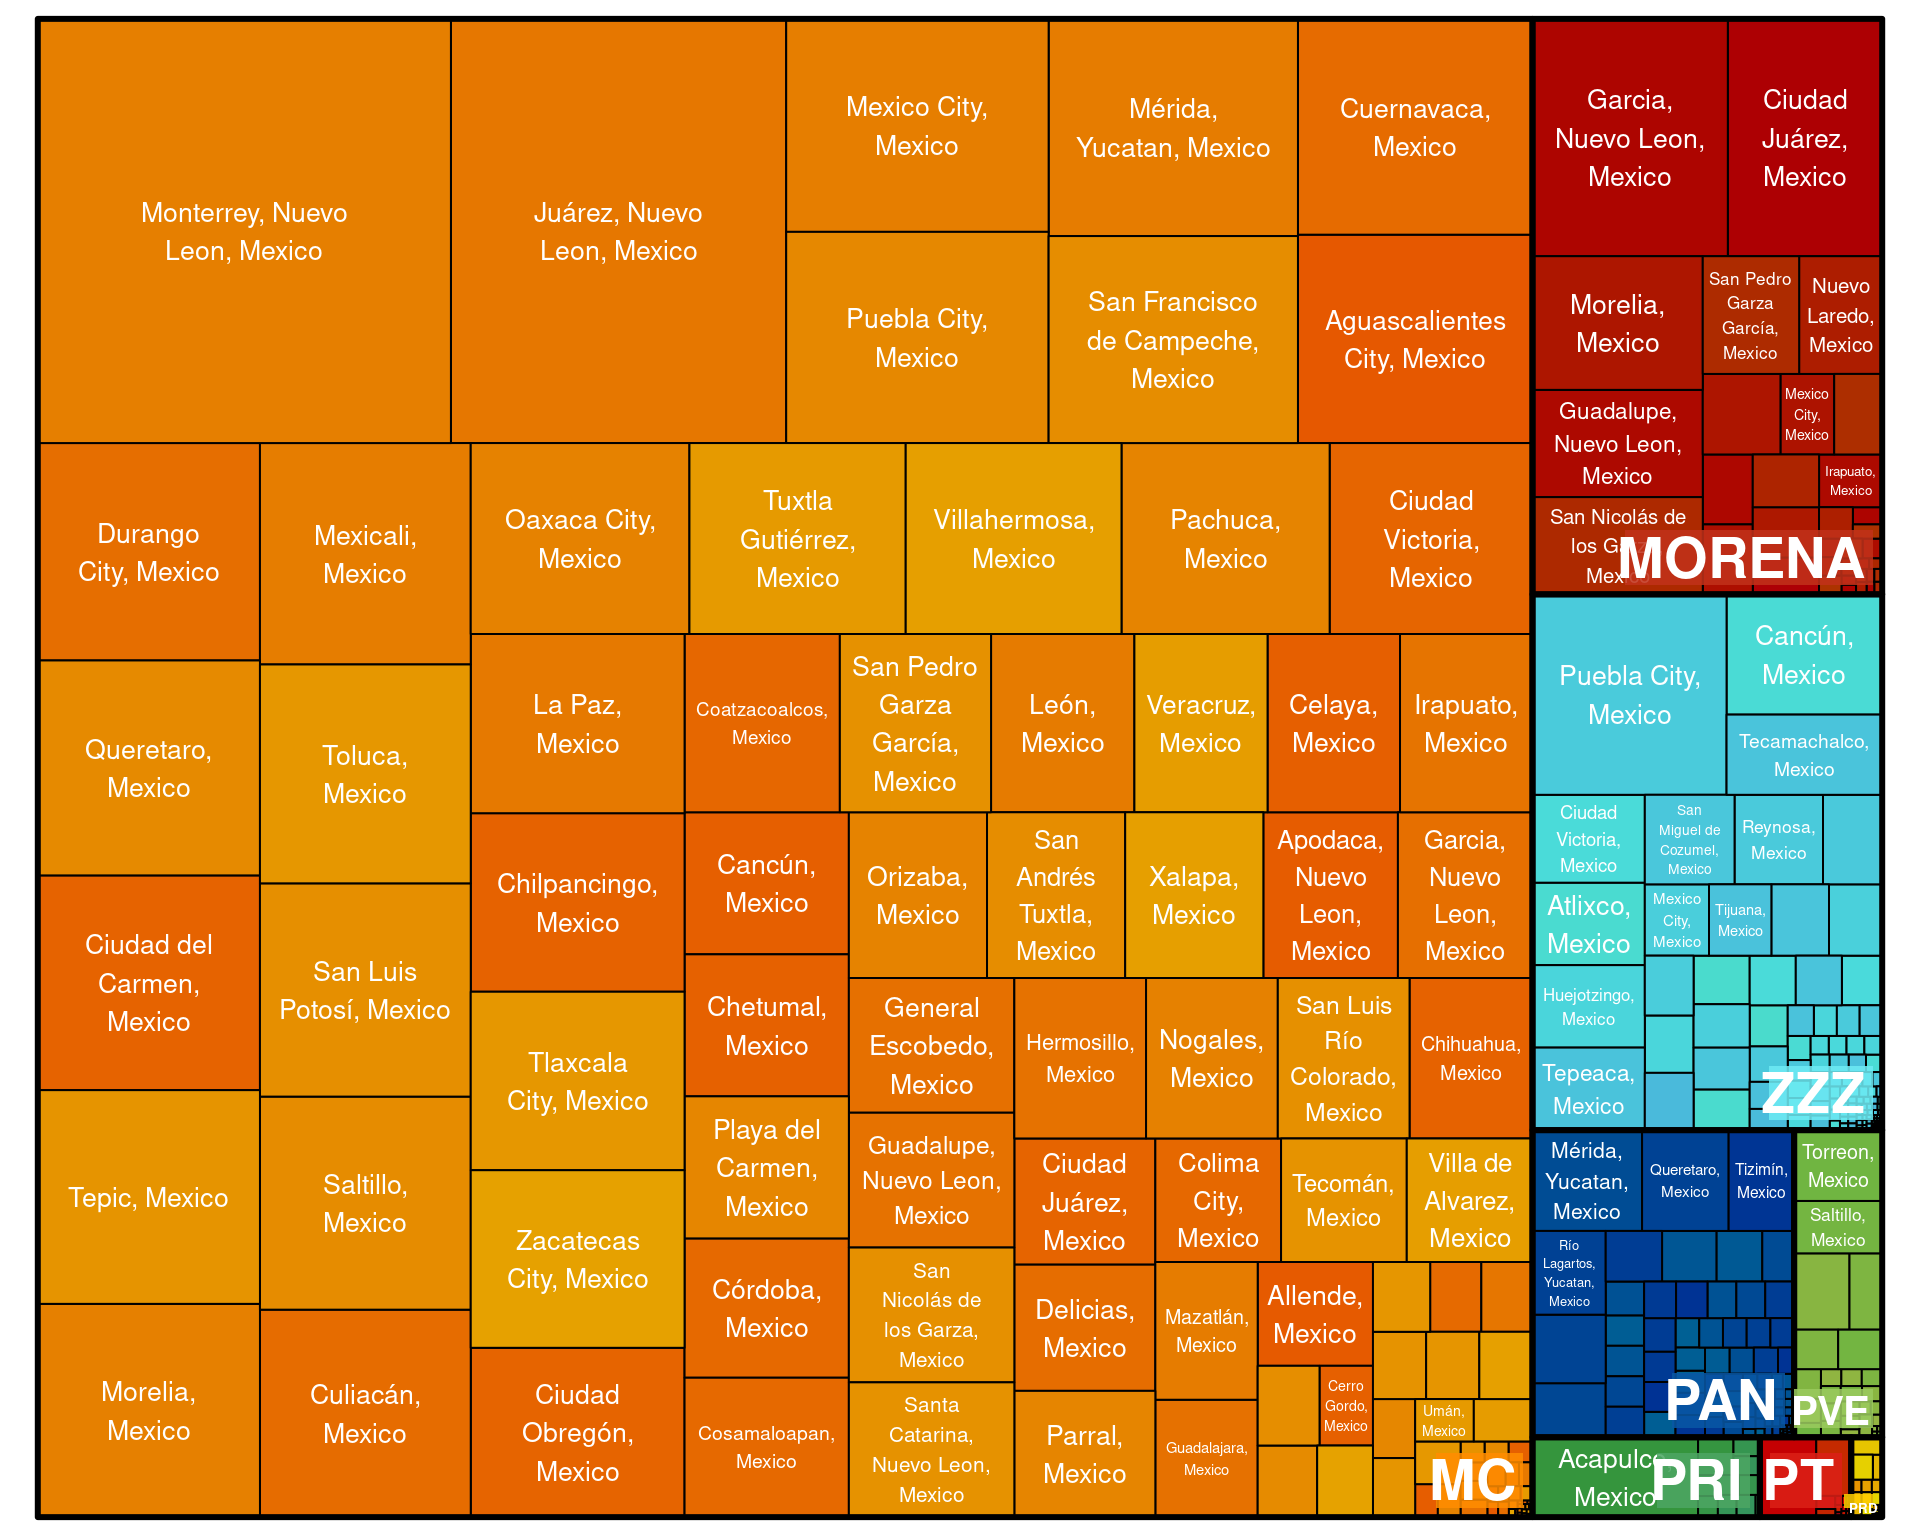 Monterrey, Nuevo
Leon, Mexico
Juárez, Nuevo
Leon, Mexico
Mexico City,
Mexico
Mérida,
Yucatan, Mexico
Cuernavaca,
Mexico
Puebla City,
Mexico
San Francisco
de Campeche,
Mexico
Aguascalientes
City, Mexico
Durango
City, Mexico
Mexicali,
Mexico
Oaxaca City,
Mexico
Tuxtla
Gutiérrez,
Mexico
Villahermosa,
Mexico
Pachuca,
Mexico
Ciudad
Victoria,
Mexico
Queretaro,
Mexico
Toluca,
Mexico
La Paz,
Mexico
Coatzacoalcos,
Mexico
San Pedro
Garza
García,
Mexico
León,
Mexico
Veracruz,
Mexico
Celaya,
Mexico
Irapuato,
Mexico
Ciudad del
Carmen,
Mexico
San Luis
Potosí, Mexico
Chilpancingo,
Mexico
Cancún,
Mexico
Orizaba,
Mexico
San
Andrés
Tuxtla,
Mexico
Xalapa,
Mexico
Apodaca,
Nuevo
Leon,
Mexico
Garcia,
Nuevo
Leon,
Mexico
Chetumal,
Mexico
General
Escobedo,
Mexico
Hermosillo,
Mexico
Nogales,
Mexico
San Luis
Río
Colorado,
Mexico
Chihuahua,
Mexico
Tlaxcala
City, Mexico
Tepic, Mexico
Saltillo,
Mexico
Playa del
Carmen,
Mexico
Guadalupe,
Nuevo Leon,
Mexico
Ciudad
Juárez,
Mexico
Colima
City,
Mexico
Tecomán,
Mexico
Villa de
Alvarez,
Mexico
Zacatecas
City, Mexico
Córdoba,
Mexico
San
Nicolás de
los Garza,
Mexico
Delicias,
Mexico
Mazatlán,
Mexico
Allende,
Mexico
Morelia,
Mexico
Culiacán,
Mexico
Ciudad
Obregón,
Mexico
Cosamaloapan,
Mexico
Santa
Catarina,
Nuevo Leon,
Mexico
Parral,
Mexico
Guadalajara,
Mexico
Cerro
Gordo,
Mexico
Umán,
Mexico
MC
Garcia,
Nuevo Leon,
Mexico
Ciudad
Juárez,
Mexico
Morelia,
Mexico
San Pedro
Garza
García,
Mexico
Nuevo
Laredo,
Mexico
Guadalupe,
Nuevo Leon,
Mexico
Mexico
City,
Mexico
Irapuato,
Mexico
San Nicolás de
los Garza,
Mexico
MORENA
Puebla City,
Mexico
Cancún,
Mexico
Tecamachalco,
Mexico
Ciudad
Victoria,
Mexico
San
Miguel de
Cozumel,
Mexico
Reynosa,
Mexico
Atlixco,
Mexico
Mexico
City,
Mexico
Tijuana,
Mexico
Huejotzingo,
Mexico
Tepeaca,
Mexico
ZZZ
Mérida,
Yucatan,
Mexico
Queretaro,
Mexico
Tizimín,
Mexico
Río
Lagartos,
Yucatan,
Mexico
PAN
Torreon,
Mexico
Saltillo,
Mexico
PVE
Acapulco,
Mexico
PRI
PT
PRD